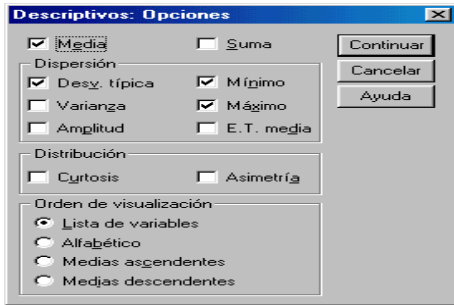 Descriptivos: Opciones
Media Suma Continuar
Dispersión Cancelar
Desv. típica Mínimo Ayuda
Varianza Máximo
Amplitud E.T. media
Distribución
Curtosis Asimetría
Orden de visualización
Lista de variables
Alfabético
Medias ascendentes
Medias descendentes